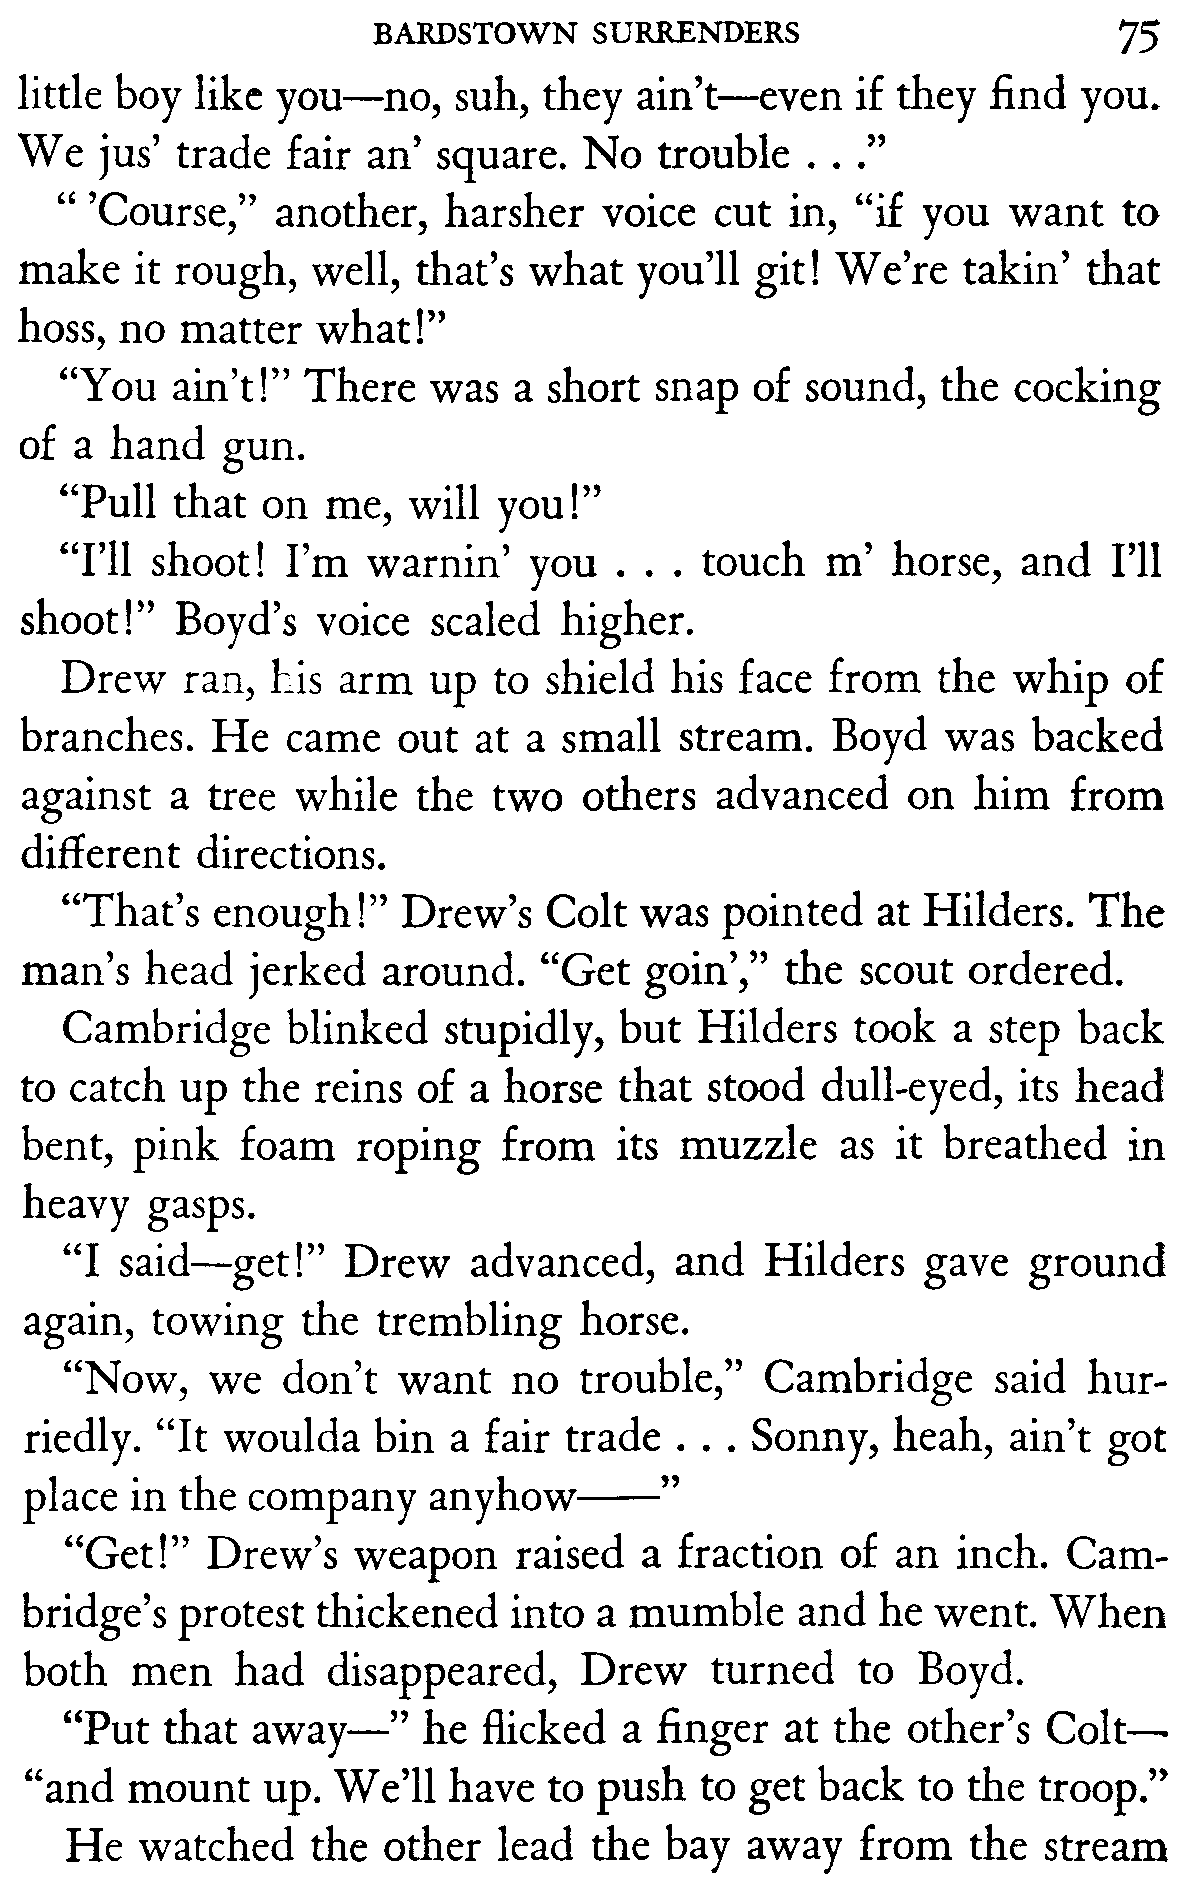 BARDSTOWN SURRENDERS 75
little boy like you—no, suh, they ain't—even if they find you.
We jus' trade fair an' square. No trouble . . ."
" 'Course," another, harsher voice cut in, "if you want to
make it rough, well, that's what you'll git! We're takin' that
hoss, no matter what!"
"You ain't!" There was a short snap of sound, the cocking
of a hand gun.
"Pull that on me, will you!"
"I'll shoot! I'm warnin' you . . . touch m' horse, and I'll
shoot!" Boyd's voice scaled higher.
Drew ran, his arm up to shield his face from the whip of
branches. He came out at a small stream. Boyd was backed
against a tree while the two others advanced on him from
different directions.
"That's enough!" Drew's Colt was pointed at Hilders. The
man's head jerked around. "Get goin'," the scout ordered.
Cambridge blinked stupidly, but Hilders took a step back
to catch up the reins of a horse that stood dull-eyed, its head
bent, pink foam roping from its muzzle as it breathed in
heavy gasps.
"I said—get!" Drew advanced, and Hilders gave ground
again, towing the trembling horse.
"Now, we don't want no trouble," Cambridge said hur-
riedly. "It woulda bin a fair trade . . . Sonny, heah, ain't got
place in the company anyhow——"
"Get!" Drew's weapon raised a fraction of an inch. Cam-
bridge's protest thickened into a mumble and he went. When
both men had disappeared, Drew turned to Boyd.
"Put that away—" he flicked a finger at the other's Colt—
"and mount up. We'll have to push to get back to the troop."
He watched the other lead the bay away from the stream